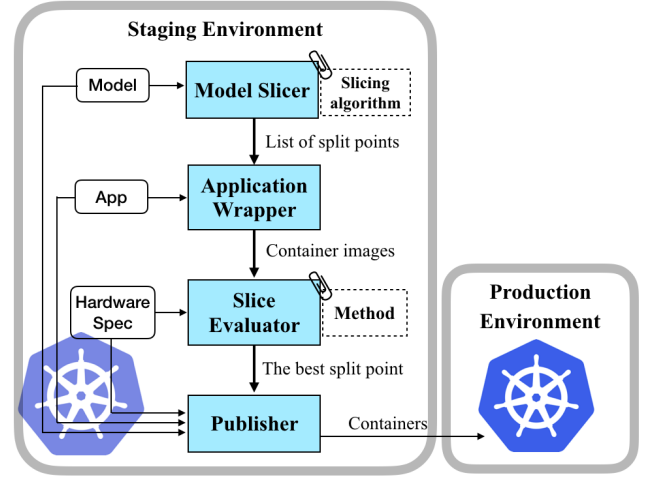 Staging Environment
Model
Model Slicer
Slicing
algorithm
List of split points
App
Application
Wrapper
Container images
Hardware
Spec
Slice
Evaluator
Method
The best split point
Publisher
Containers
Production
Environment